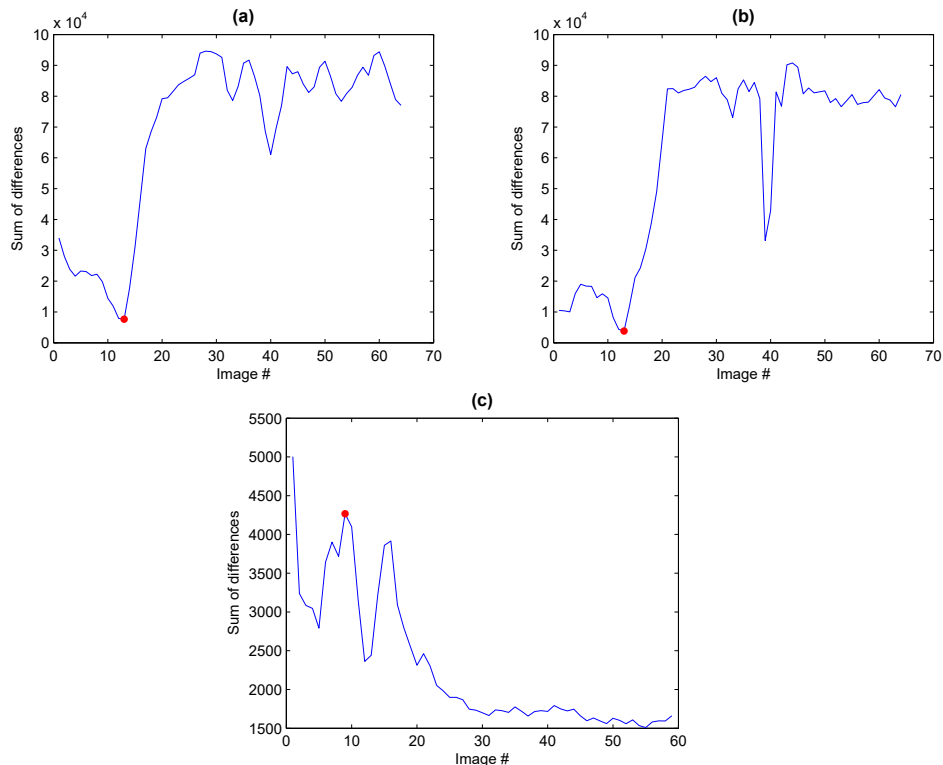 (a)
x 10^4
10
9
8
7
6
5
4
3
2
1
0
Sum of differences
0 10 20 30 40 50 60 70
Image #
(b)
x 10^4
10
9
8
7
6
5
4
3
2
1
0
Sum of differences
0 10 20 30 40 50 60 70
Image #
(c)
5500
5000
4500
4000
3500
3000
2500
2000
1500
Sum of differences
0 10 20 30 40 50 60
Image #